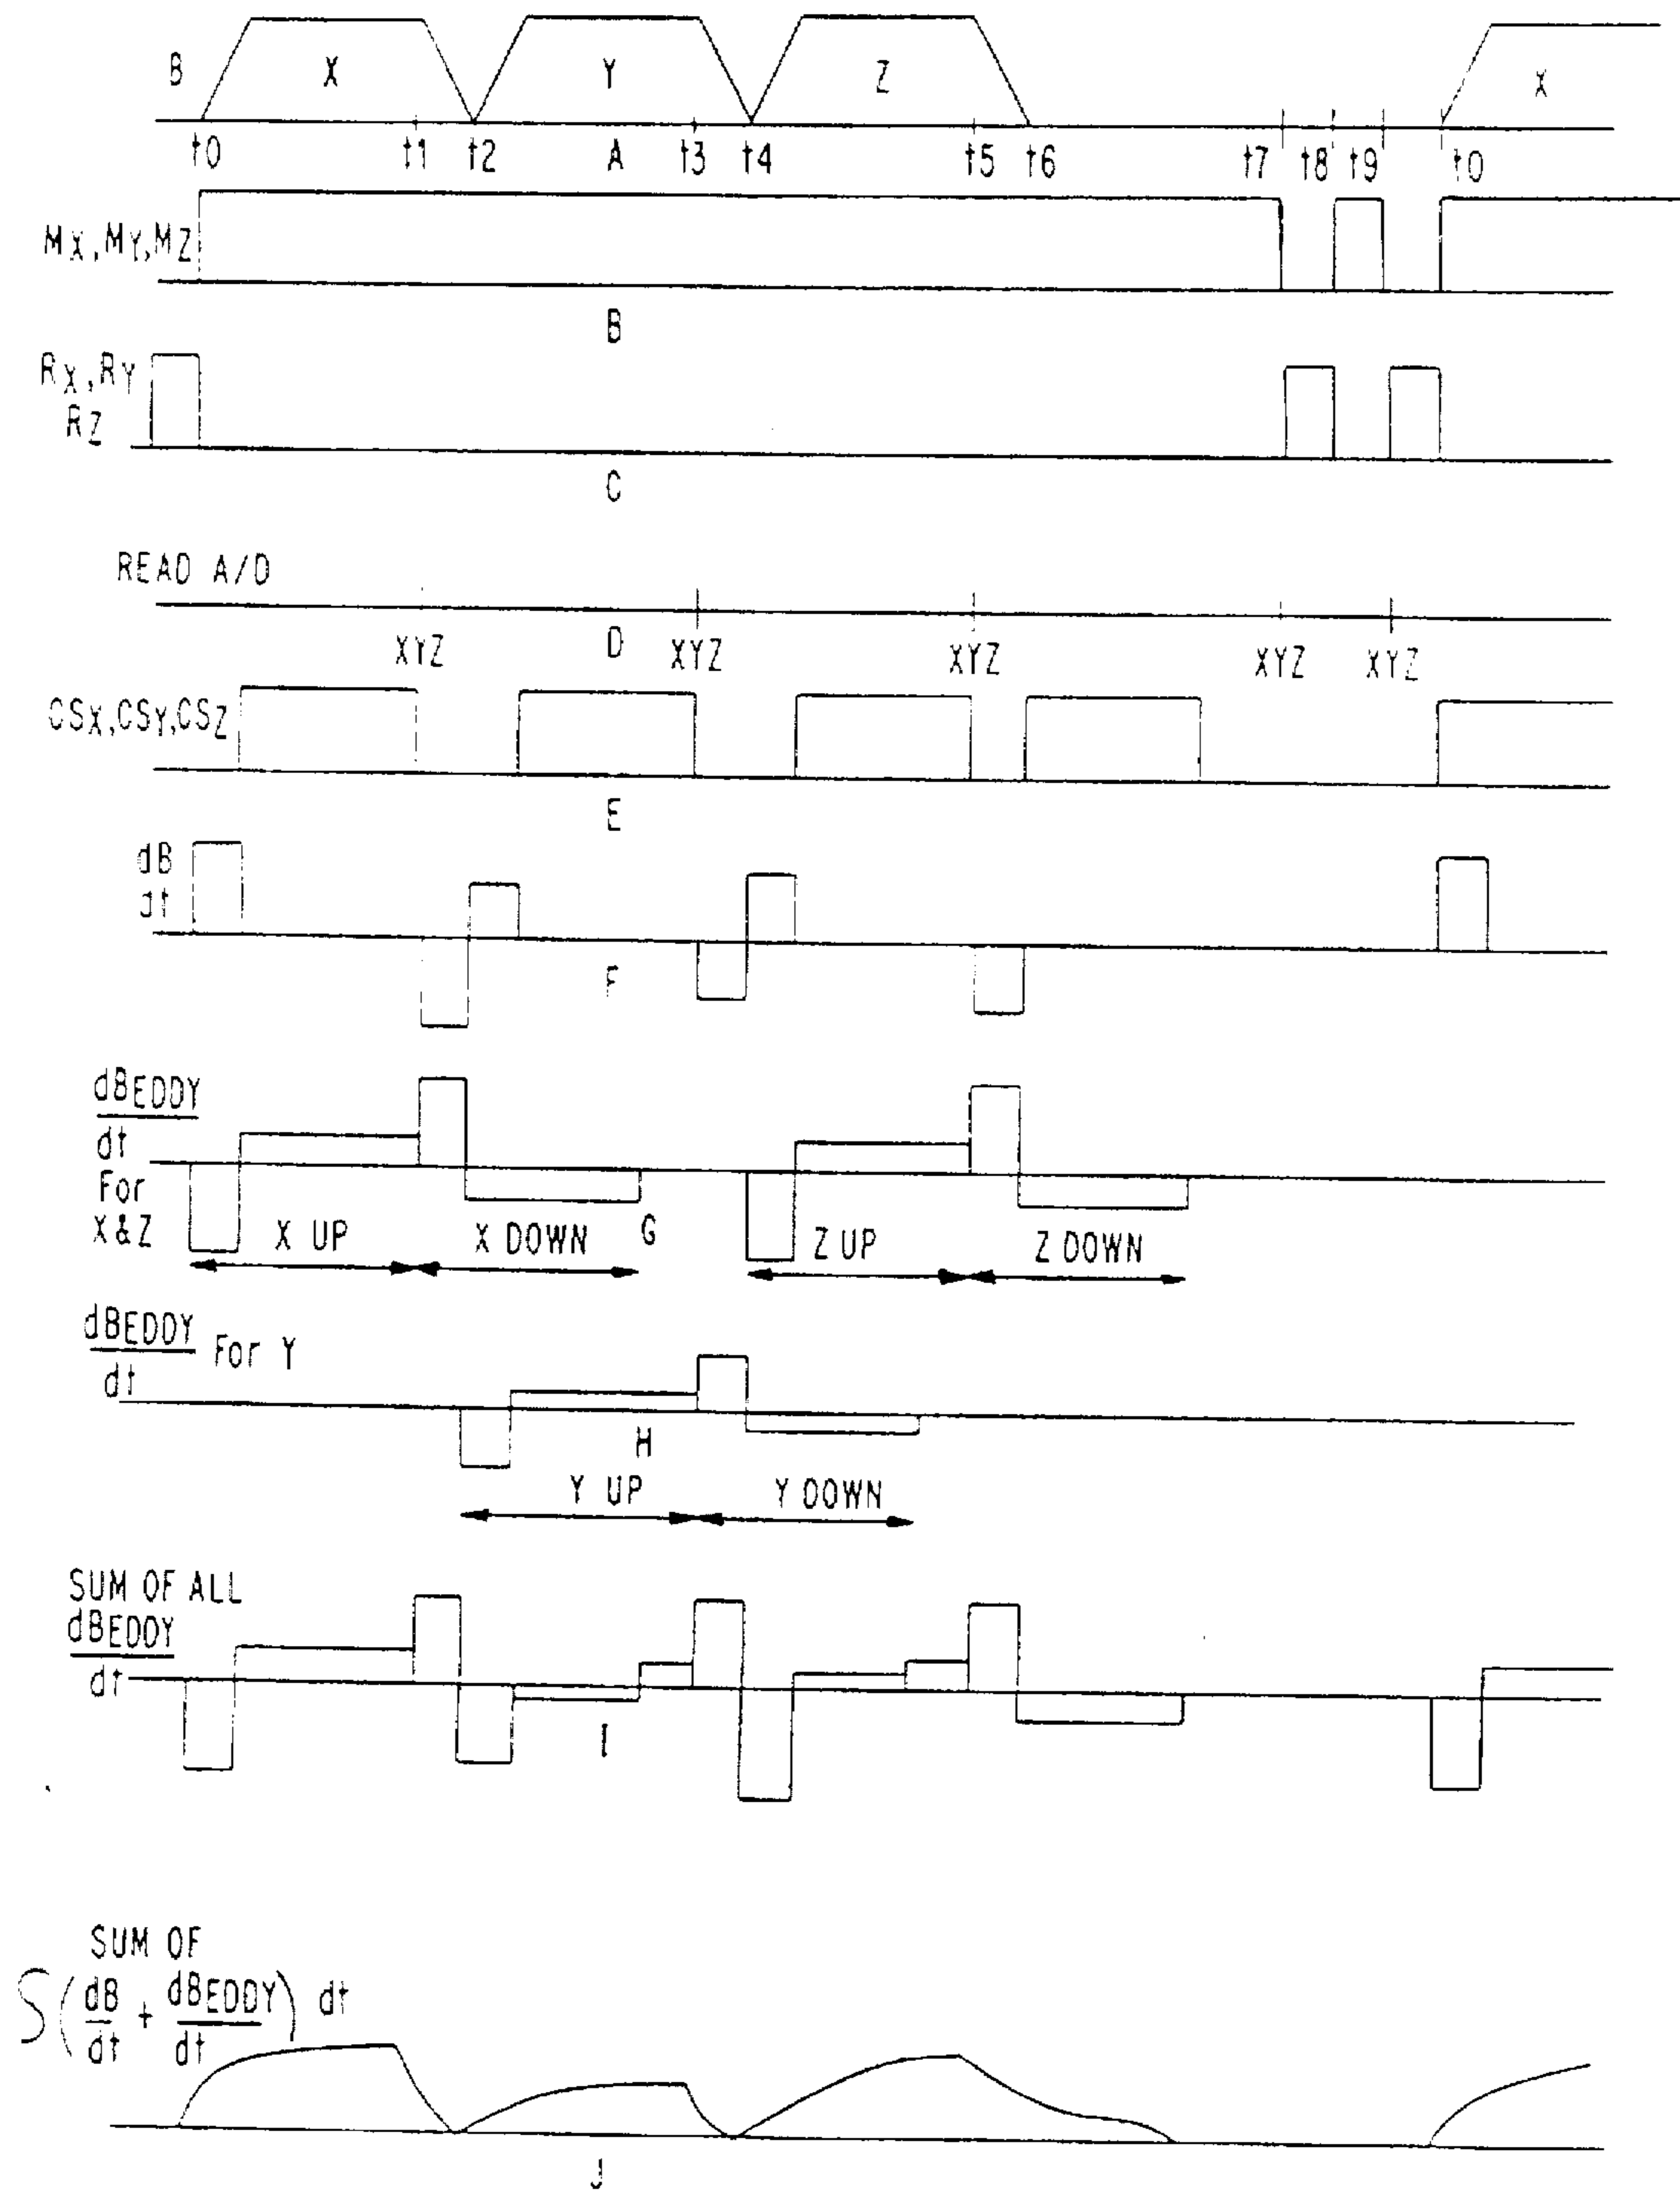 B X Y Z X
t0 t1 t2 A t3 t4 t5 t6 t7 t8 t9 t0
MX,MY,MZ
B
RX,RY
RZ
C
READ A/D
XYZ D XYZ XYZ XYZ XYZ
CSX,CSY,CSZ
E
dB
dt
F
dBEDDY
dt
For
X&Z
X UP X DOWN G Z UP Z DOWN
dBEDDY
dt
For Y
H
Y UP Y DOWN
SUM OF ALL
dBEDDY
dt
I
SUM OF
S(dB/dt + dBEDDY/dt) dt
J